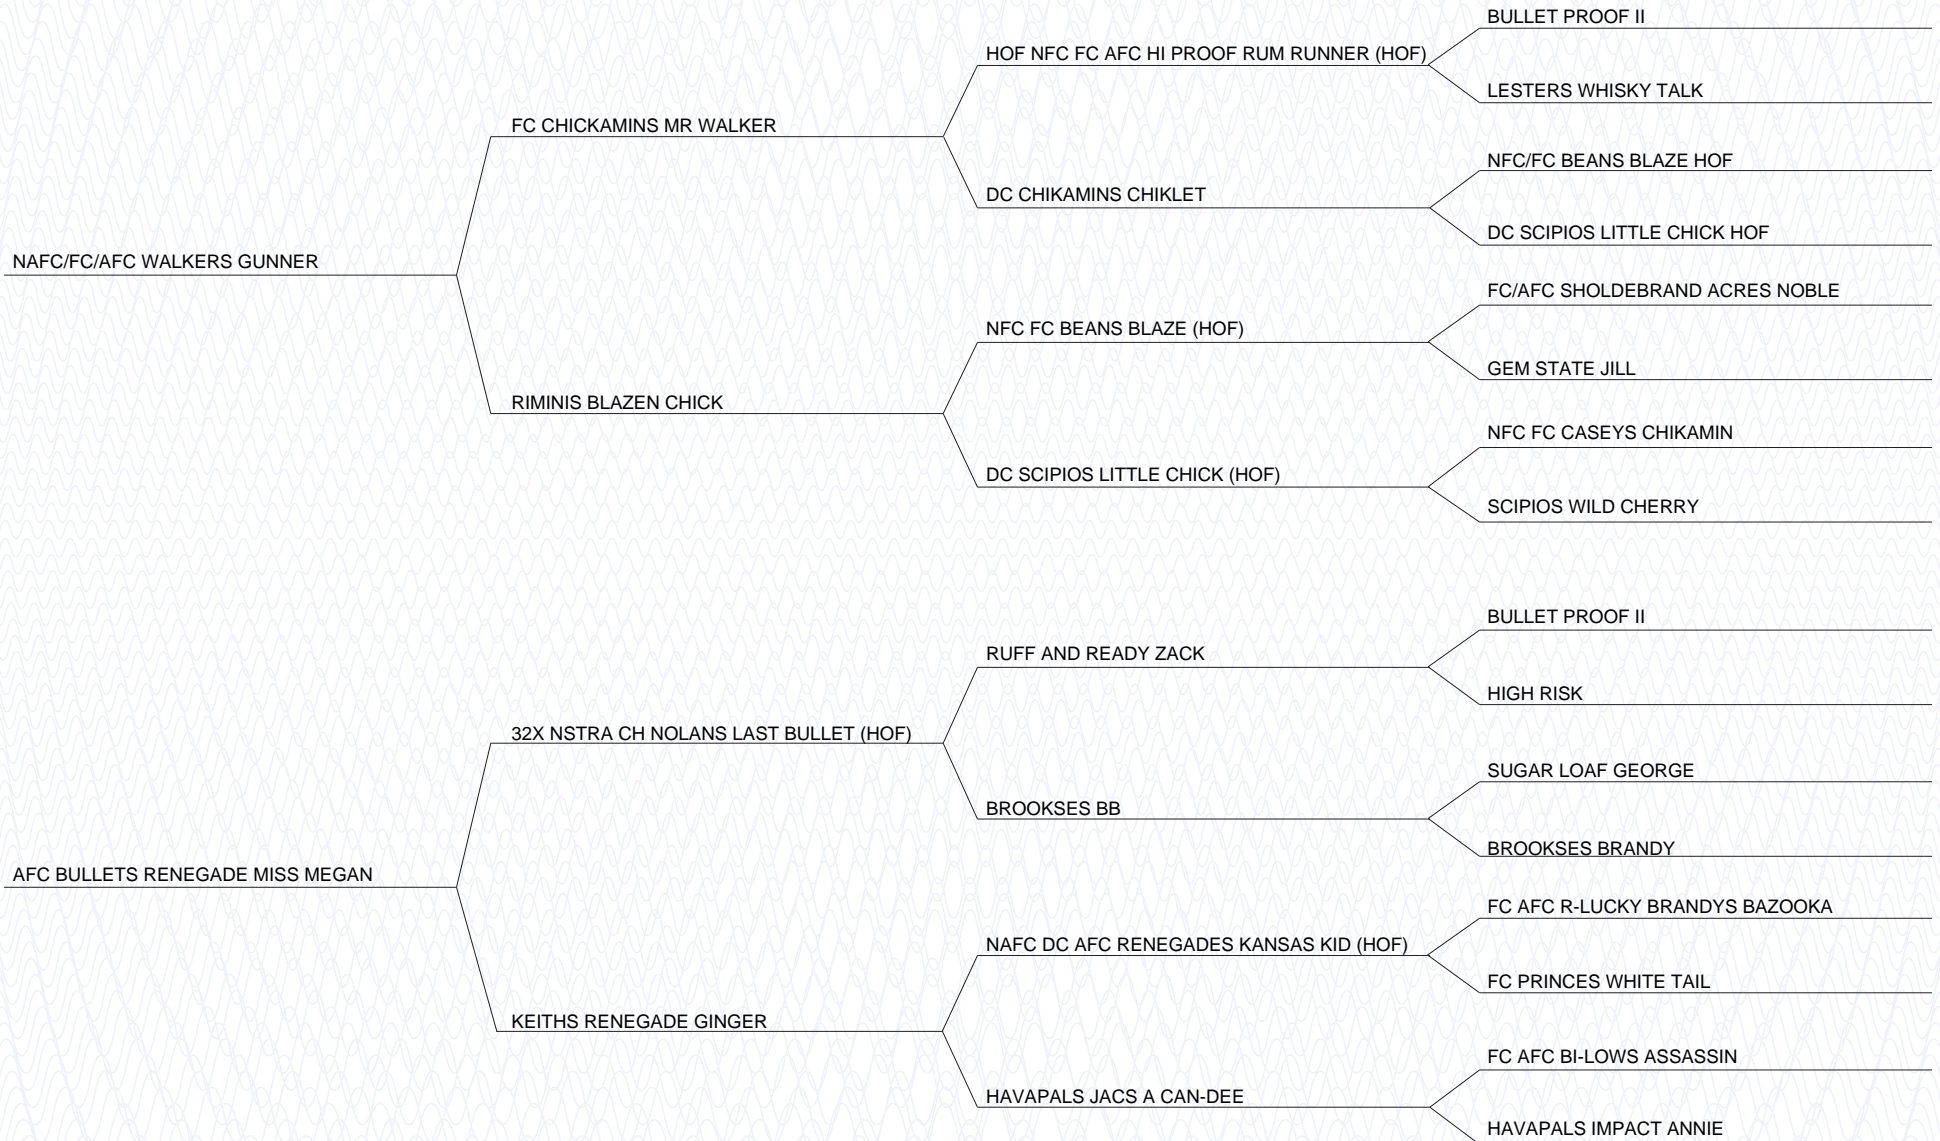 BULLET PROOF II
HOF NFC FC AFC HI PROOF RUM RUNNER (HOF)
LESTERS WHISKY TALK
FC CHICKAMINS MR WALKER
NFC/FC BEANS BLAZE HOF
DC CHIKAMINS CHIKLET
DC SCIPIOS LITTLE CHICK HOF
NAFC/FC/AFC WALKERS GUNNER
FC/AFC SHOLDEBRAND ACRES NOBLE
NFC FC BEANS BLAZE (HOF)
GEM STATE JILL
RIMINIS BLAZEN CHICK
NFC FC CASEYS CHIKAMIN
DC SCIPIOS LITTLE CHICK (HOF)
SCIPIOS WILD CHERRY
BULLET PROOF II
RUFF AND READY ZACK
HIGH RISK
32X NSTRA CH NOLANS LAST BULLET (HOF)
SUGAR LOAF GEORGE
BROOKSES BB
BROOKSES BRANDY
AFC BULLETS RENEGADE MISS MEGAN
FC AFC R-LUCKY BRANDYS BAZOOKA
NAFC DC AFC RENEGADES KANSAS KID (HOF)
FC PRINCES WHITE TAIL
KEITHS RENEGADE GINGER
FC AFC BI-LOWS ASSASSIN
HAVAPALS JACS A CAN-DEE
HAVAPALS IMPACT ANNIE